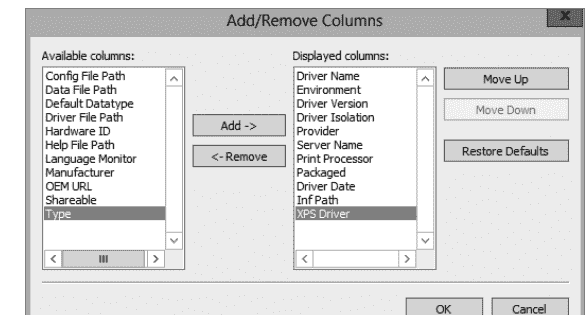 Add/Remove Columns
X
Available columns:
Config File Path
Data File Path
Default Datatype
Driver File Path
Hardware ID
Help File Path
Language Monitor
Manufacturer
OEM URL
Shareable
Type
Add ->
<- Remove
Displayed columns:
Driver Name
Environment
Driver Version
Driver Isolation
Provider
Server Name
Print Processor
Packaged
Driver Date
Inf Path
XPS Driver
Move Up
Move Down
Restore Defaults
OK
Cancel